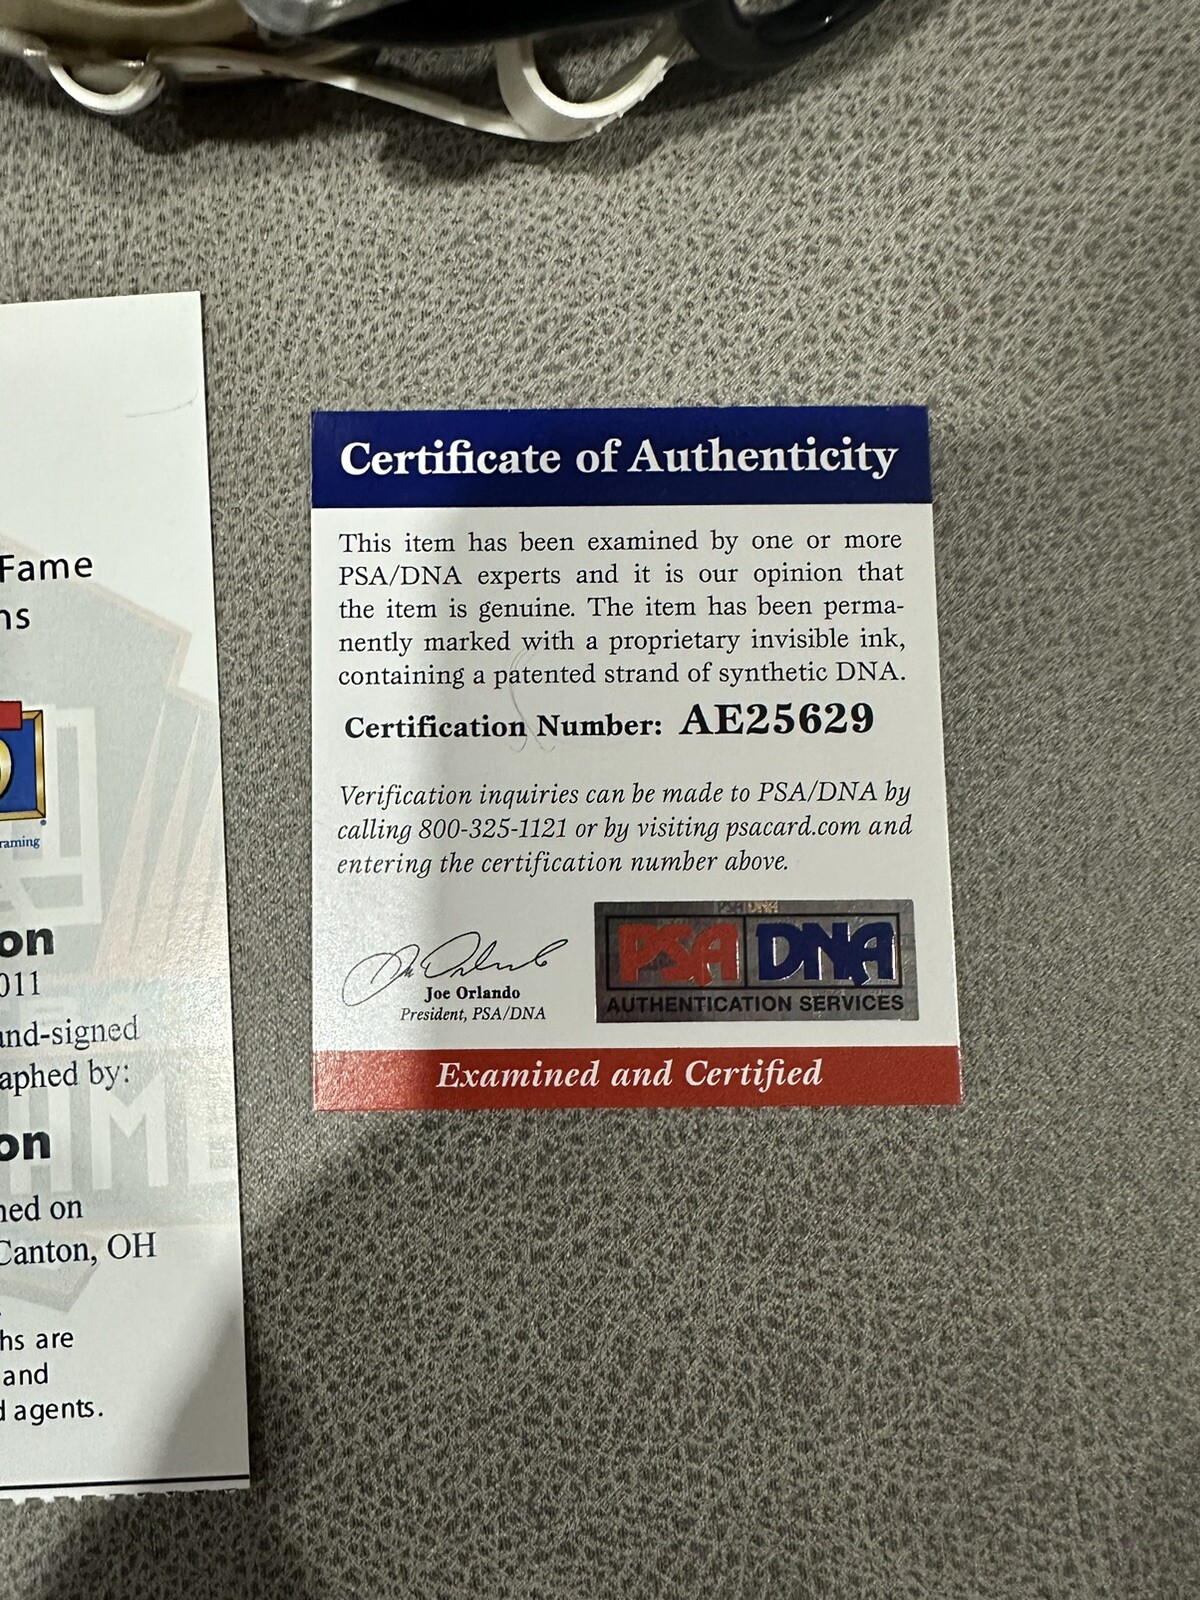 Fame
ns
raming
on
011
and-signed
aphed by:
on
ned on
Canton, OH
hs are
and
d agents.
HM
Certificate of Authenticity
This item has been examined by one or more
PSA/DNA experts and it is our opinion that
the item is genuine. The item has been perma-
nently marked with a proprietary invisible ink,
containing a patented strand of synthetic DNA.
Certification Number: AE25629
Verification inquiries can be made to PSA/DNA by
calling 800-325-1121 or by visiting psacard.com and
entering the certification number above.
Joe Orlando
President, PSA/DNA
PSA DNA
PSA DNA
AUTHENTICATION SERVICES
Examined and Certified